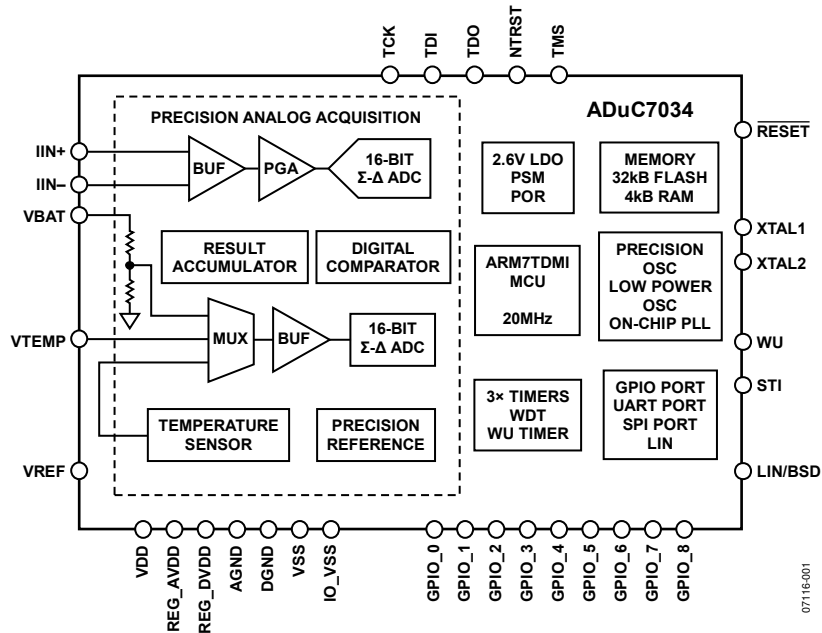 TCK
TDI
TDO
NTRST
TMS
ADuC7034
PRECISION ANALOG ACQUISITION
IIN+
IIN–
VBAT
VTEMP
VREF
BUF
PGA
16-BIT
Σ-Δ ADC
RESULT
ACCUMULATOR
DIGITAL
COMPARATOR
MUX
BUF
16-BIT
Σ-Δ ADC
TEMPERATURE
SENSOR
PRECISION
REFERENCE
2.6V LDO
PSM
POR
MEMORY
32kB FLASH
4kB RAM
ARM7TDMI
MCU
20MHz
PRECISION
OSC
LOW POWER
OSC
ON-CHIP PLL
3× TIMERS
WDT
WU TIMER
GPIO PORT
UART PORT
SPI PORT
LIN
RESET
XTAL1
XTAL2
WU
STI
LIN/BSD
VDD
REG_AVDD
REG_DVDD
AGND
DGND
VSS
IO_VSS
GPIO_0
GPIO_1
GPIO_2
GPIO_3
GPIO_4
GPIO_5
GPIO_6
GPIO_7
GPIO_8
07116-001